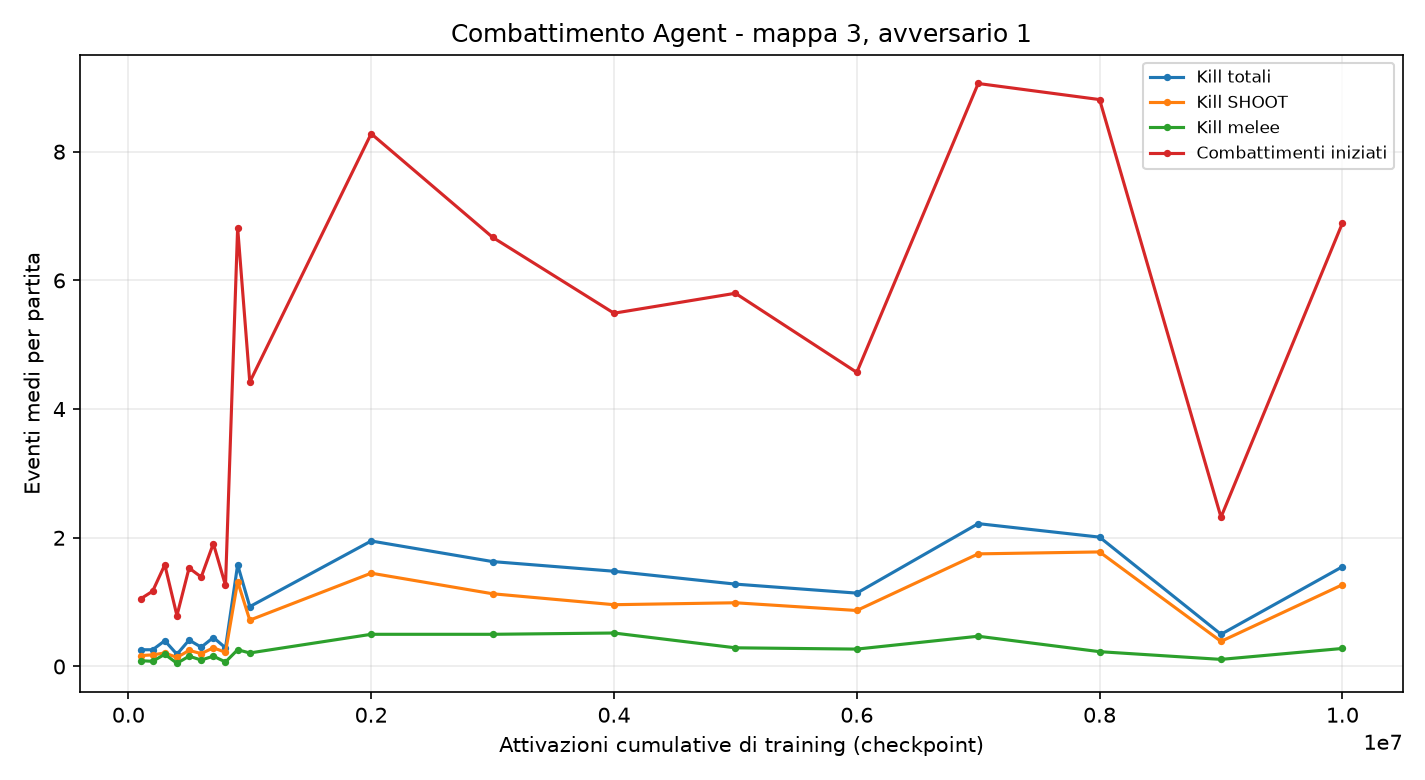 Combattimento Agent - mappa 3, avversario 1
Kill totali
Kill SHOOT
Kill melee
Combattimenti iniziati
Eventi medi per partita
8
6
4
2
0
0.0 0.2 0.4 0.6 0.8 1.0
1e7
Attivazioni cumulative di training (checkpoint)